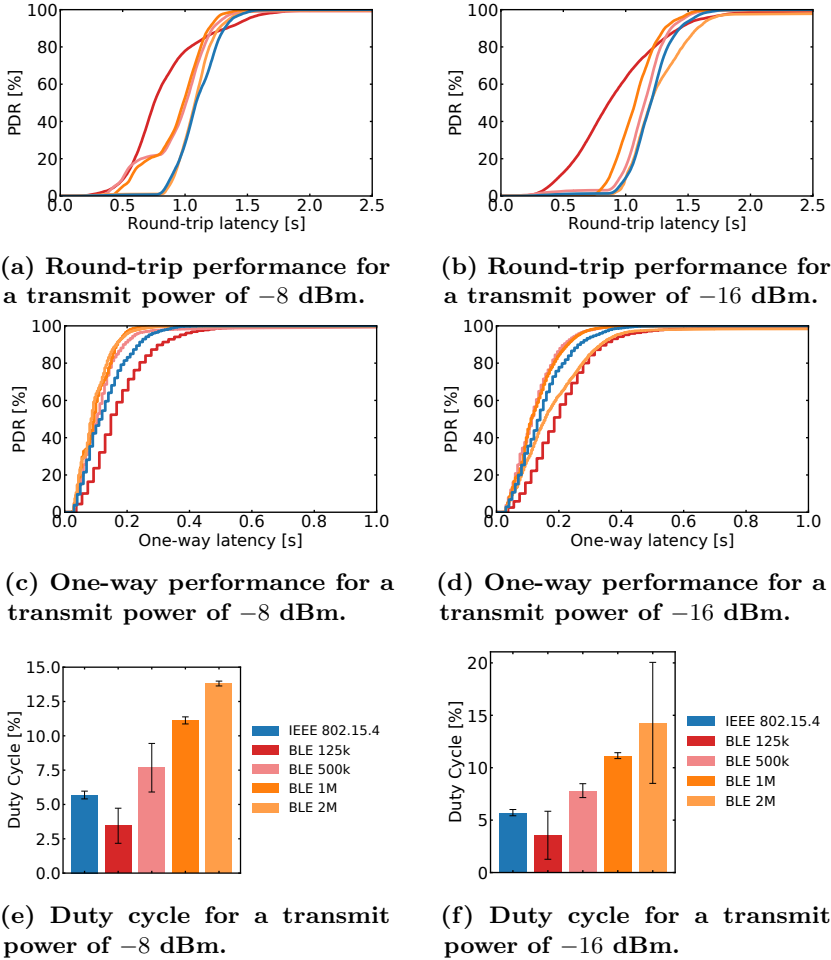 100
80
60
40
20
0
PDR [%]
0.0 0.5 1.0 1.5 2.0 2.5
Round-trip latency [s]
(a) Round-trip performance for
a transmit power of −8 dBm.
100
80
60
40
20
0
PDR [%]
0.0 0.5 1.0 1.5 2.0 2.5
Round-trip latency [s]
(b) Round-trip performance for
a transmit power of −16 dBm.
100
80
60
40
20
0
PDR [%]
0.0 0.2 0.4 0.6 0.8 1.0
One-way latency [s]
(c) One-way performance for a
transmit power of −8 dBm.
100
80
60
40
20
0
PDR [%]
0.0 0.2 0.4 0.6 0.8 1.0
One-way latency [s]
(d) One-way performance for a
transmit power of −16 dBm.
15.0
12.5
10.0
7.5
5.0
2.5
0.0
Duty Cycle [%]
IEEE 802.15.4
BLE 125k
BLE 500k
BLE 1M
BLE 2M
(e) Duty cycle for a transmit
power of −8 dBm.
20
15
10
5
0
Duty Cycle [%]
IEEE 802.15.4
BLE 125k
BLE 500k
BLE 1M
BLE 2M
(f) Duty cycle for a transmit
power of −16 dBm.